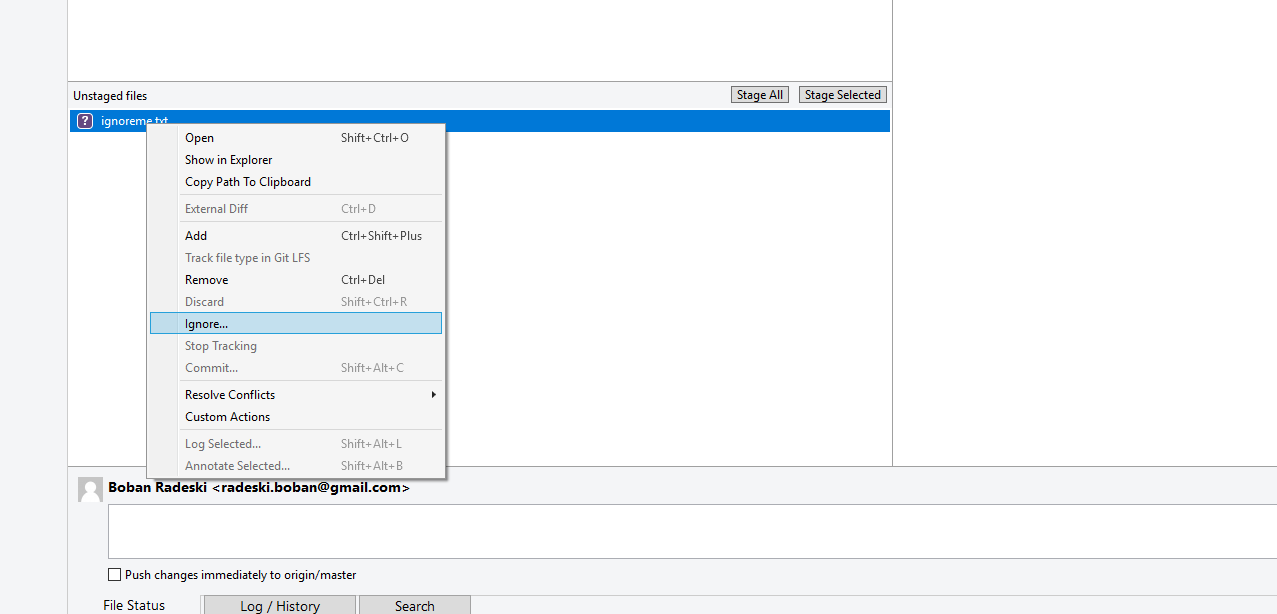 Unstaged files Stage All Stage Selected
? ignoreme.txt
Open Shift+Ctrl+O
Show in Explorer
Copy Path To Clipboard
External Diff Ctrl+D
Add Ctrl+Shift+Plus
Track file type in Git LFS
Remove Ctrl+Del
Discard Shift+Ctrl+R
Ignore...
Stop Tracking
Commit... Shift+Alt+C
Resolve Conflicts
Custom Actions
Log Selected... Shift+Alt+L
Annotate Selected... Shift+Alt+B
Boban Radeski <radeski.boban@gmail.com>
Push changes immediately to origin/master
File Status Log / History Search